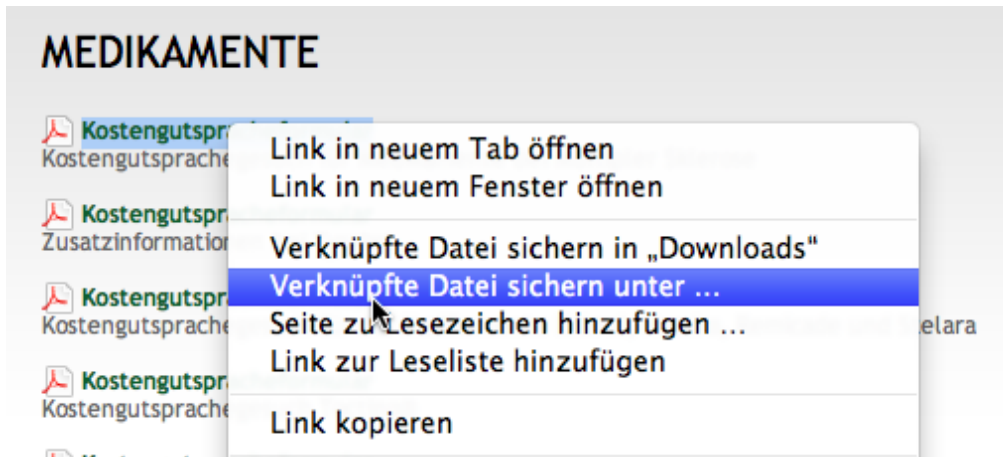 MEDIKAMENTE
Kostengutspr
Kostengutsprache
Link in neuem Tab öffnen
Link in neuem Fenster öffnen
Kostengutspr
Zusatzinformation
Verknüpfte Datei sichern in „Downloads“
Verknüpfte Datei sichern unter ...
Kostengutspr
Kostengutsprache
Seite zu Lesezeichen hinzufügen ...
elara
Link zur Leseliste hinzufügen
Kostengutspr
Kostengutsprache
Link kopieren